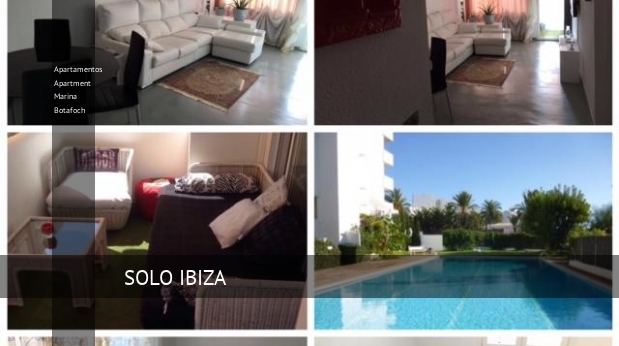 Apartamentos
Apartment
Marina
Botafoch
SOLO IBIZA